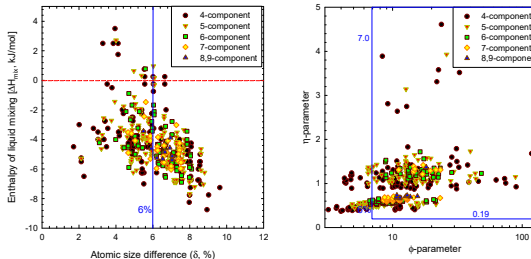 4-component
5-component
6-component
7-component
8,9-component
Enthalpy of liquid mixing [ΔHmix, kJ/mol]
4
2
0
-2
-4
-6
-8
-10
6%
0
2
4
6
8
10
12
Atomic size difference (δ, %)
4-component
5-component
6-component
7-component
8,9-component
7.0
η-parameter
5
4
3
2
1
0.19
10
100
ϕ-parameter